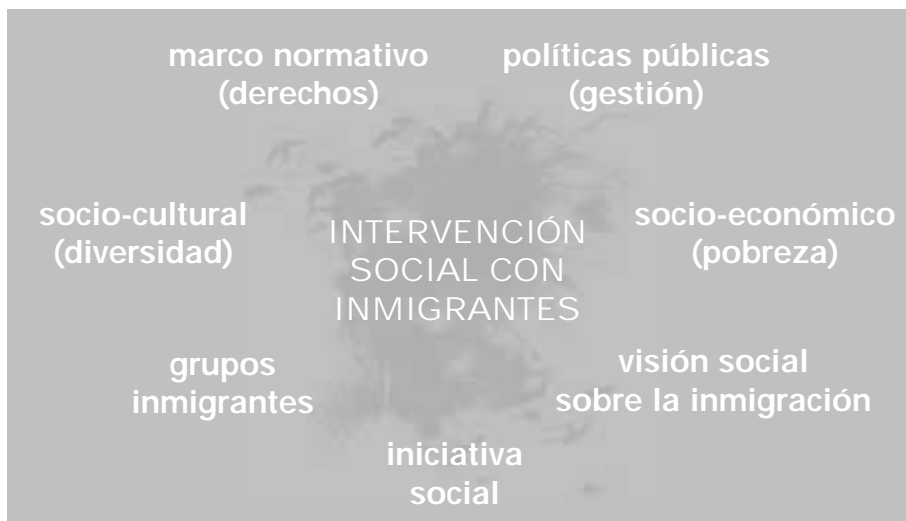 marco normativo
(derechos)
políticas públicas
(gestión)
socio-cultural
(diversidad)
INTERVENCIÓN
SOCIAL CON
INMIGRANTES
socio-económico
(pobreza)
grupos
inmigrantes
visión social
sobre la inmigración
iniciativa
social